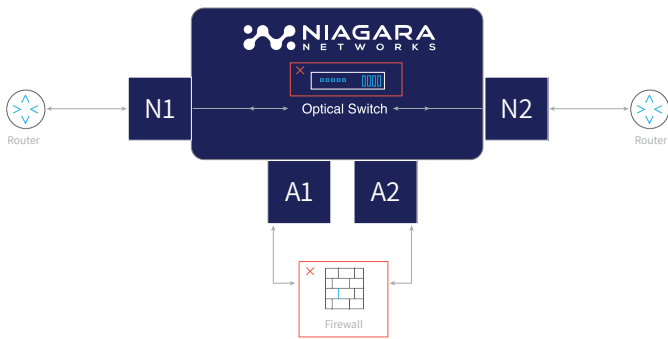 NIAGARA
NETWORKS
Optical Switch
N1
N2
Router
Router
A1
A2
Firewall